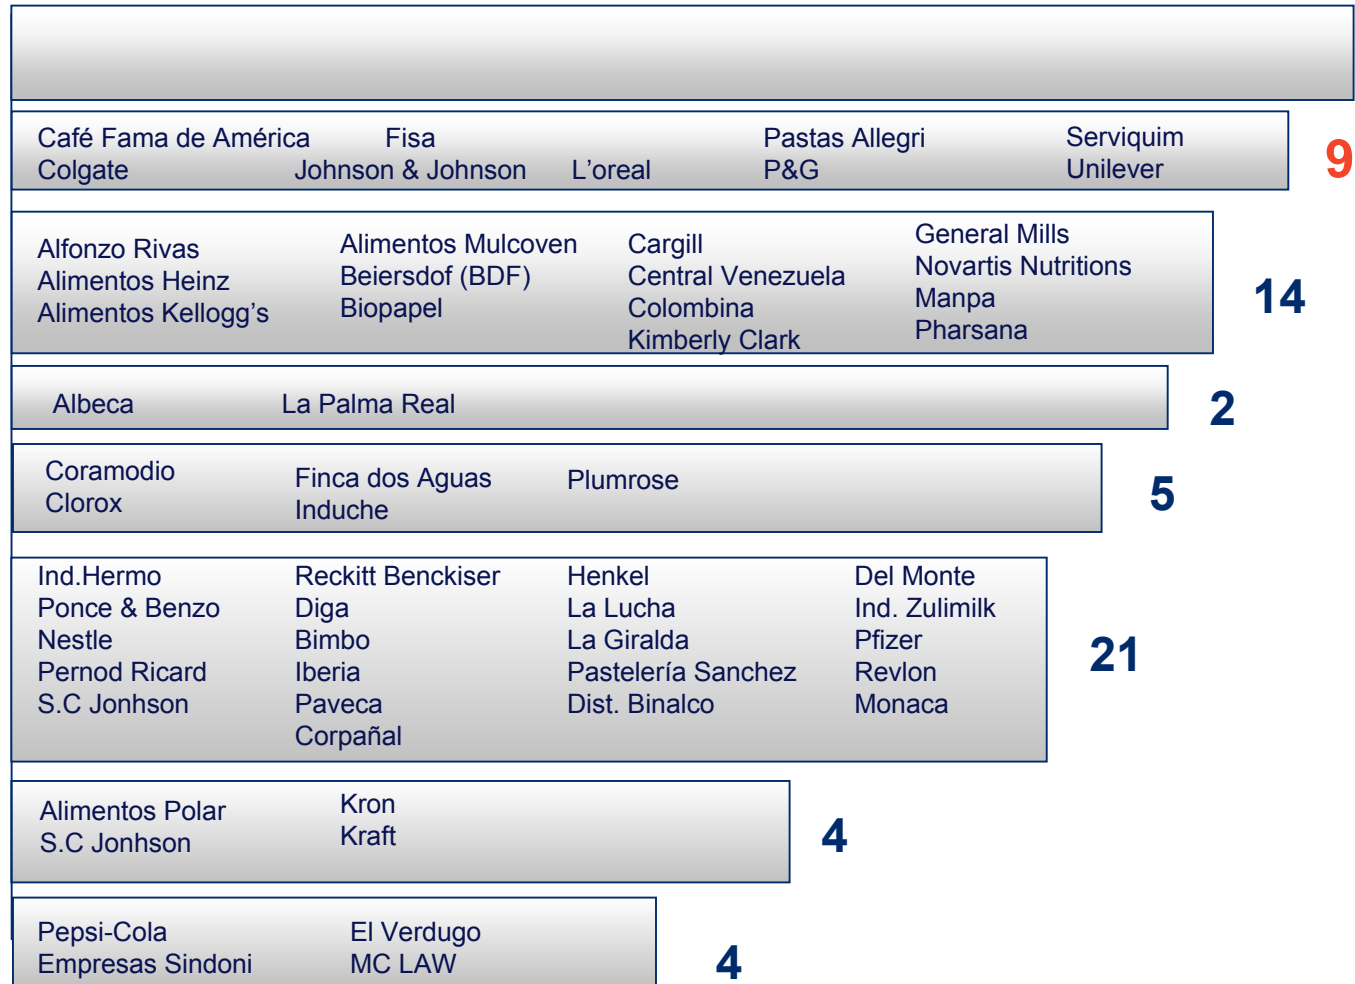 Café Fama de América Fisa Pastas Allegri Serviquim
Colgate Johnson & Johnson L'oreal P&G Unilever
9
Alfonzo Rivas
Alimentos Heinz
Alimentos Kellogg's
Alimentos Mulcoven
Beiersdof (BDF)
Biopapel
Cargill
Central Venezuela
Colombina
Kimberly Clark
General Mills
Novartis Nutritions
Manpa
Pharsana
14
Albeca La Palma Real
2
Coramodio
Clorox
Finca dos Aguas
Induche
Plumrose
5
Ind.Hermo
Ponce & Benzo
Nestle
Pernod Ricard
S.C Jonhson
Reckitt Benckiser
Diga
Bimbo
Iberia
Paveca
Corpañal
Henkel
La Lucha
La Giralda
Pastelería Sanchez
Dist. Binalco
Del Monte
Ind. Zulimilk
Pfizer
Revlon
Monaca
21
Alimentos Polar
S.C Jonhson
Kron
Kraft
4
Pepsi-Cola
Empresas Sindoni
El Verdugo
MC LAW
4